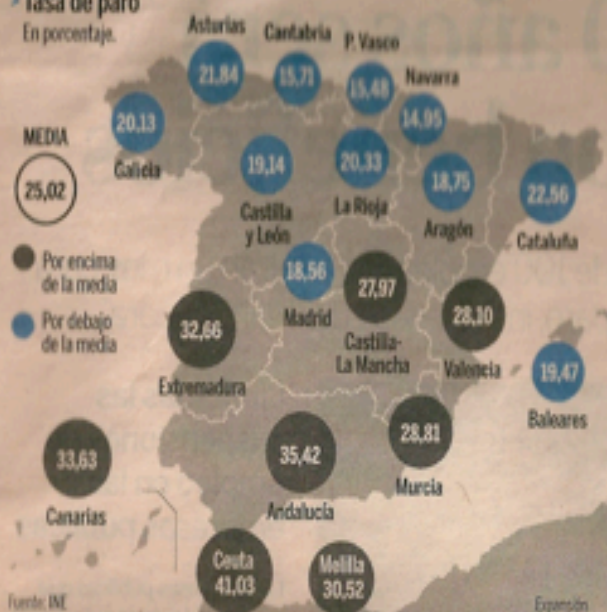 Tasa de paro
En porcentaje.
Asturias
21,84
Cantabria
15,71
P. Vasco
15,48
Navarra
14,95
20,13
Galicia
MEDIA
25,02
19,14
Castilla
y León
20,33
La Rioja
18,75
Aragón
22,56
Cataluña
Por encima
de la media
Por debajo
de la media
18,56
Madrid
27,97
Castilla-
La Mancha
28,10
Valencia
32,66
Extremadura
19,47
Baleares
33,63
Canarias
35,42
Andalucía
28,81
Murcia
Ceuta
41,03
Melilla
30,52
Fuente: INE
Expansión